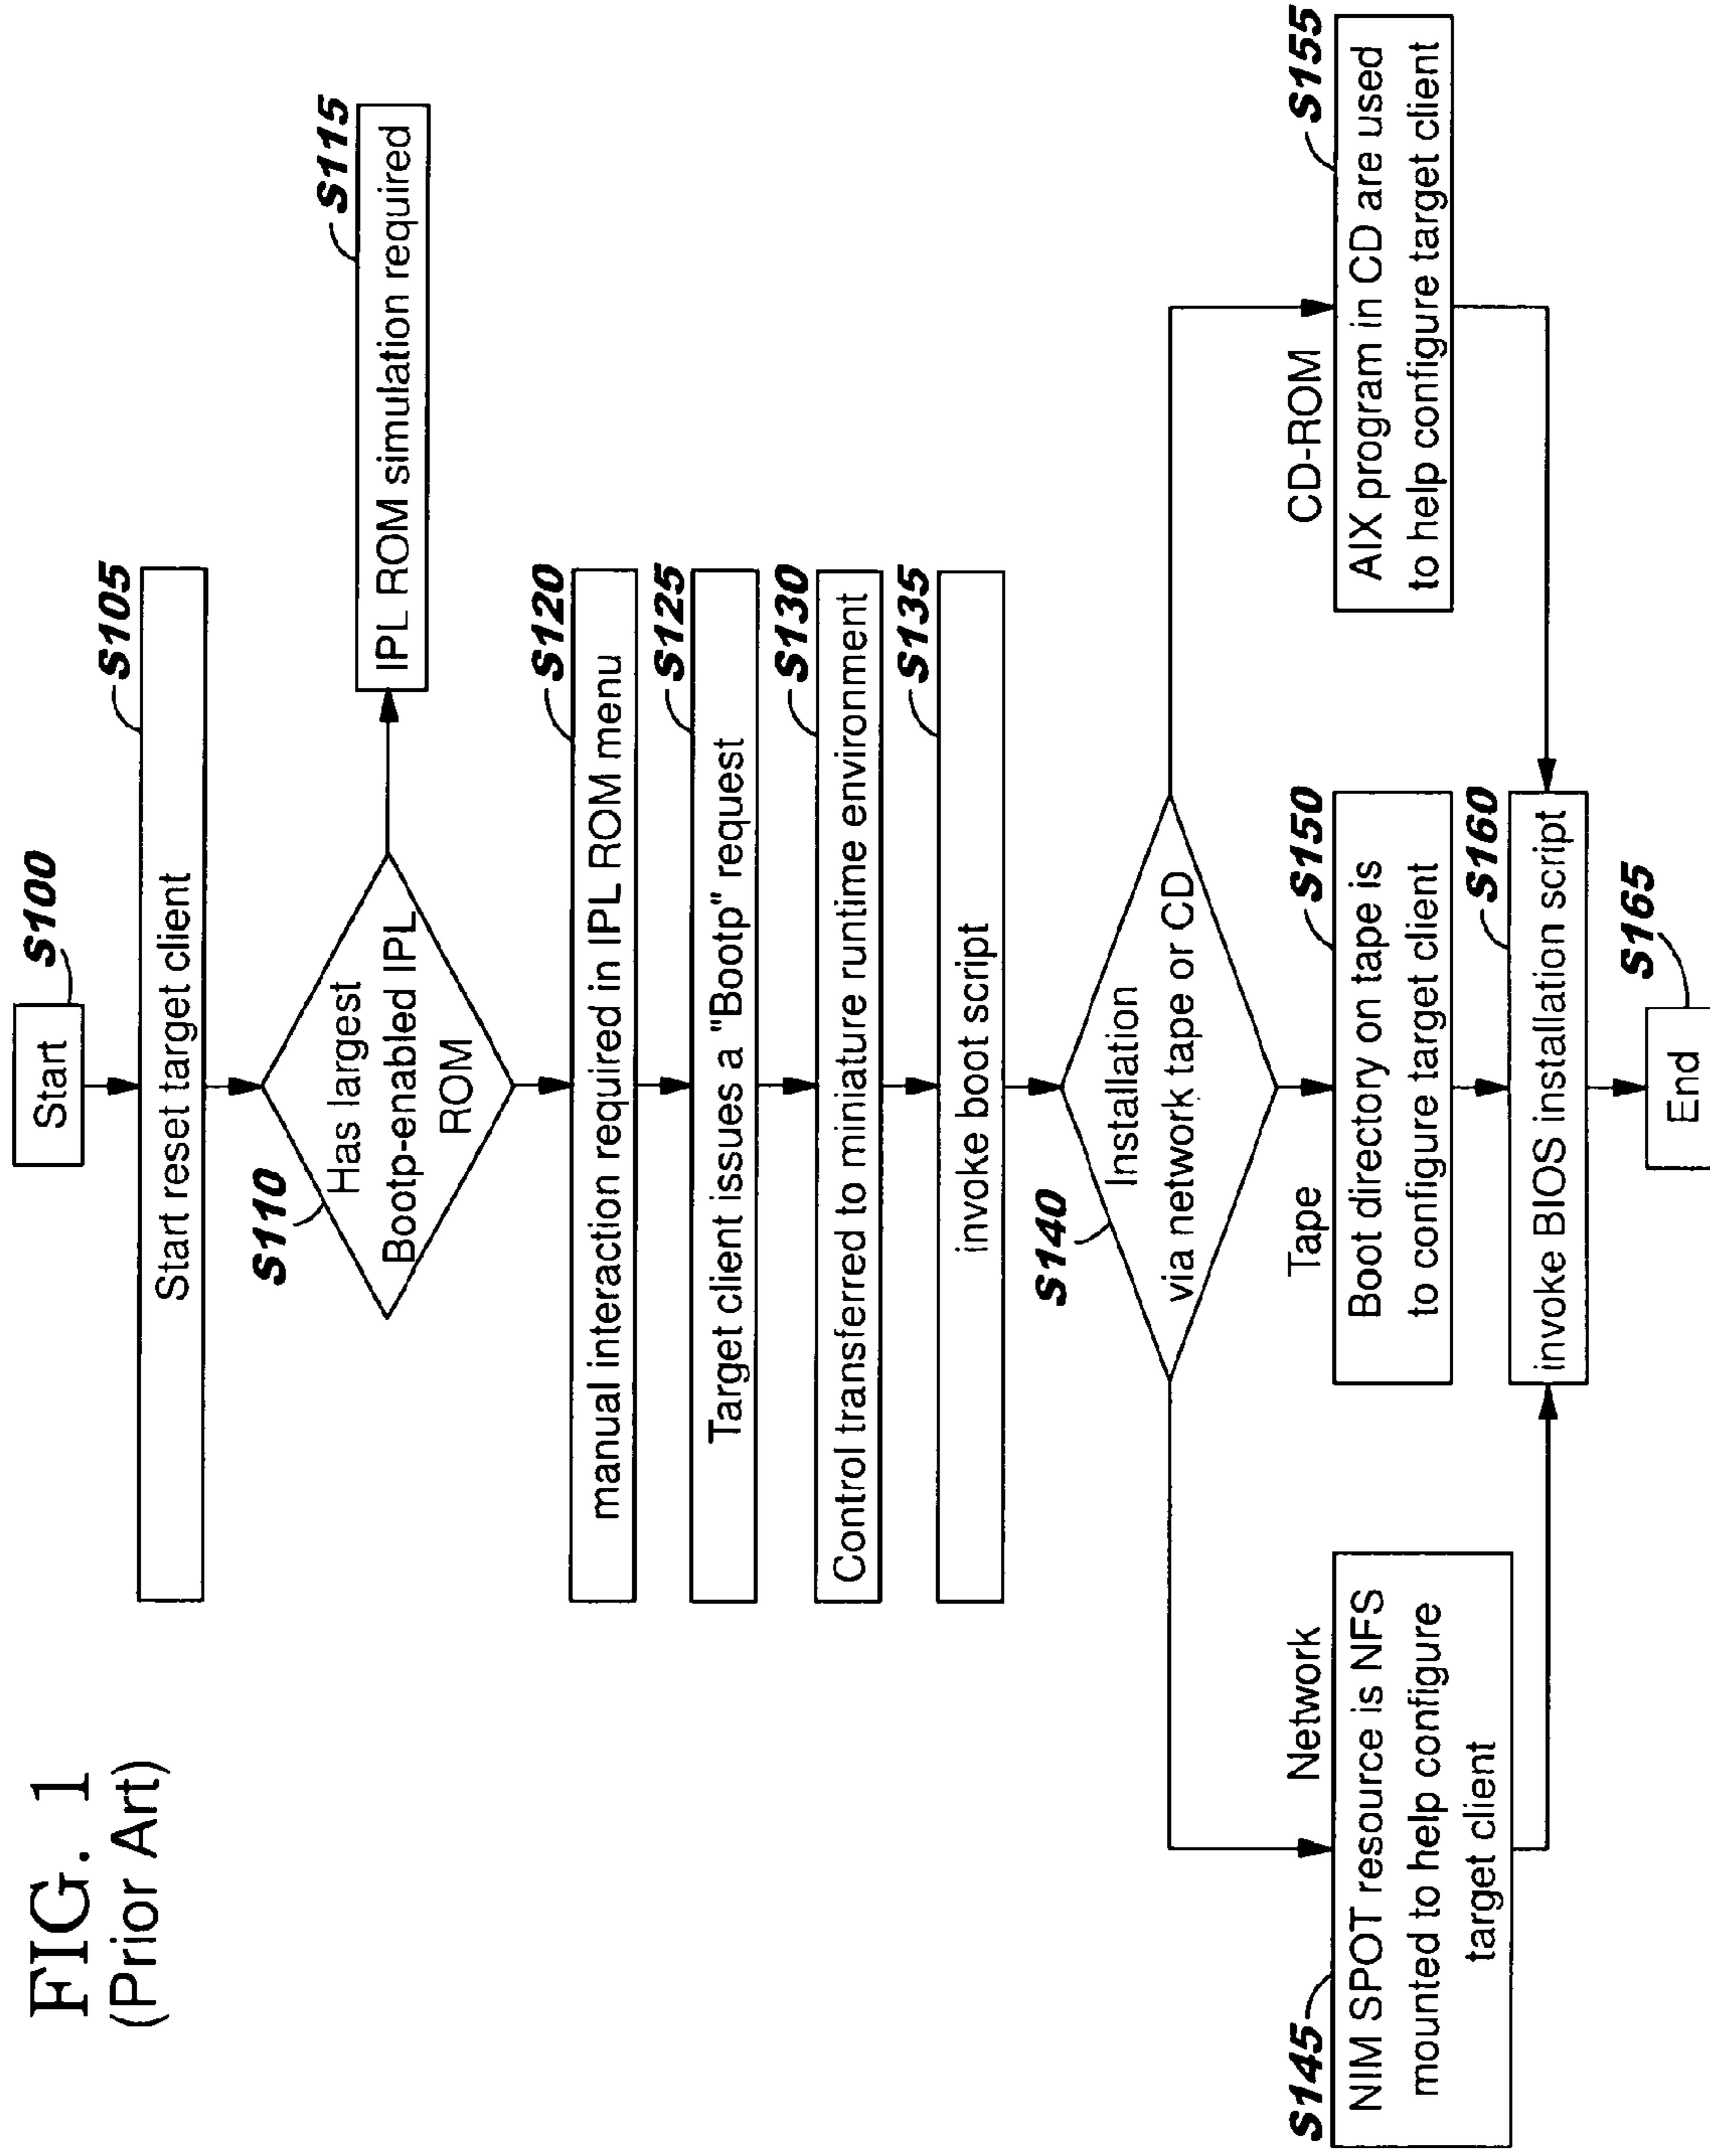 FIG. 1
(Prior Art)
Start
S100
Start reset target client
S105
S110
Has largest
Bootp-enabled IPL
ROM
IPL ROM simulation required
S115
manual interaction required in IPL ROM menu
S120
Target client issues a "Bootp" request
S125
Control transferred to miniature runtime environment
S130
invoke boot script
S135
S140
Installation
via network tape or CD
Network
S145
NIM SPOT resource is NFS
mounted to help configure
target client
Tape
S150
Boot directory on tape is
to configure target client
CD-ROM
S155
AIX program in CD are used
to help configure target client
S160
invoke BIOS installation script
S165
End